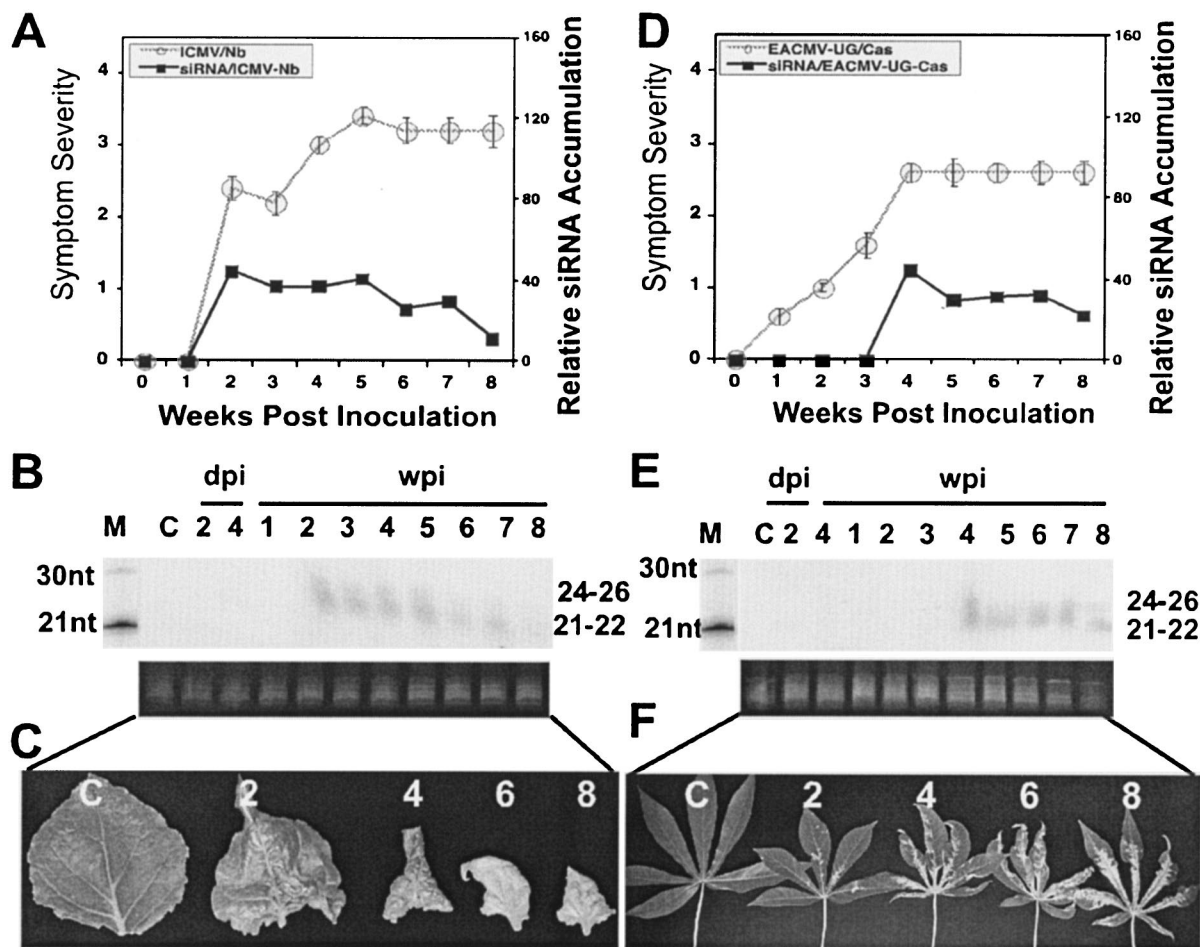 A
ICMV/Nb
siRNA/ICMV-Nb
Symptom Severity
4
3
2
1
0
160
120
80
40
0
Relative siRNA Accumulation
0 1 2 3 4 5 6 7 8
Weeks Post Inoculation
D
EACMV-UG/Cas
siRNA/EACMV-UG-Cas
Symptom Severity
4
3
2
1
0
160
120
80
40
0
Relative siRNA Accumulation
0 1 2 3 4 5 6 7 8
Weeks Post Inoculation
B
dpi wpi
M C 2 4 1 2 3 4 5 6 7 8
30nt
21nt
24-26
21-22
E
dpi wpi
M C 2 4 1 2 3 4 5 6 7 8
30nt
21nt
24-26
21-22
C
C 2 4 6 8
F
C 2 4 6 8